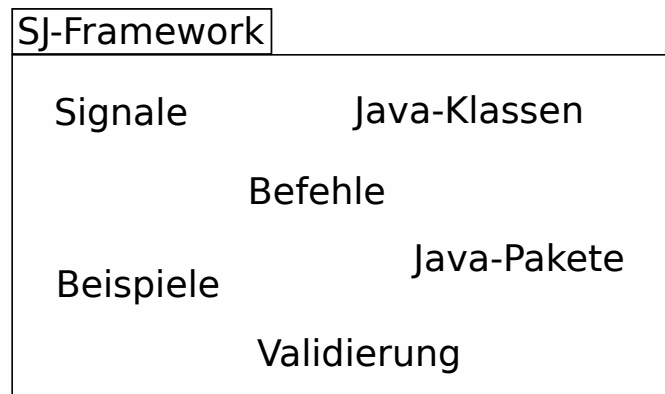 SJ-Framework
Signale
Java-Klassen
Befehle
Java-Pakete
Beispiele
Validierung